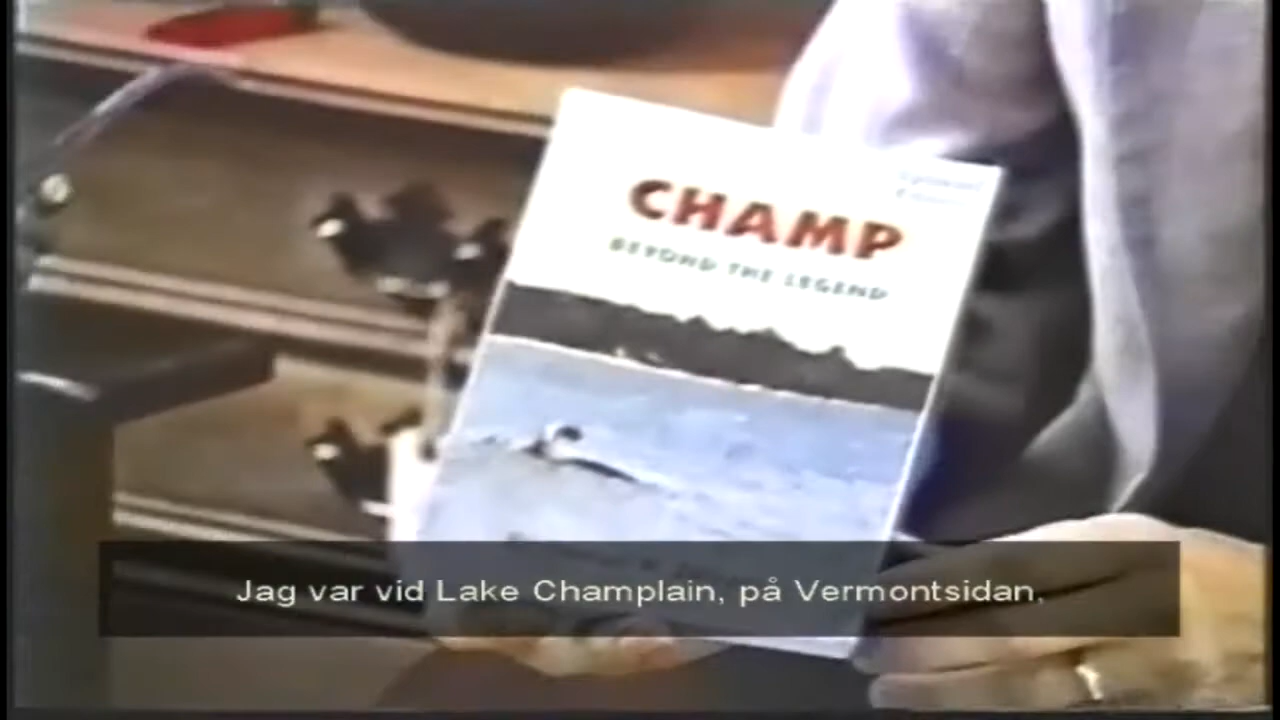 CHAMP
BEYOND THE LEGEND
Jag var vid Lake Champlain, på Vermontsidan,